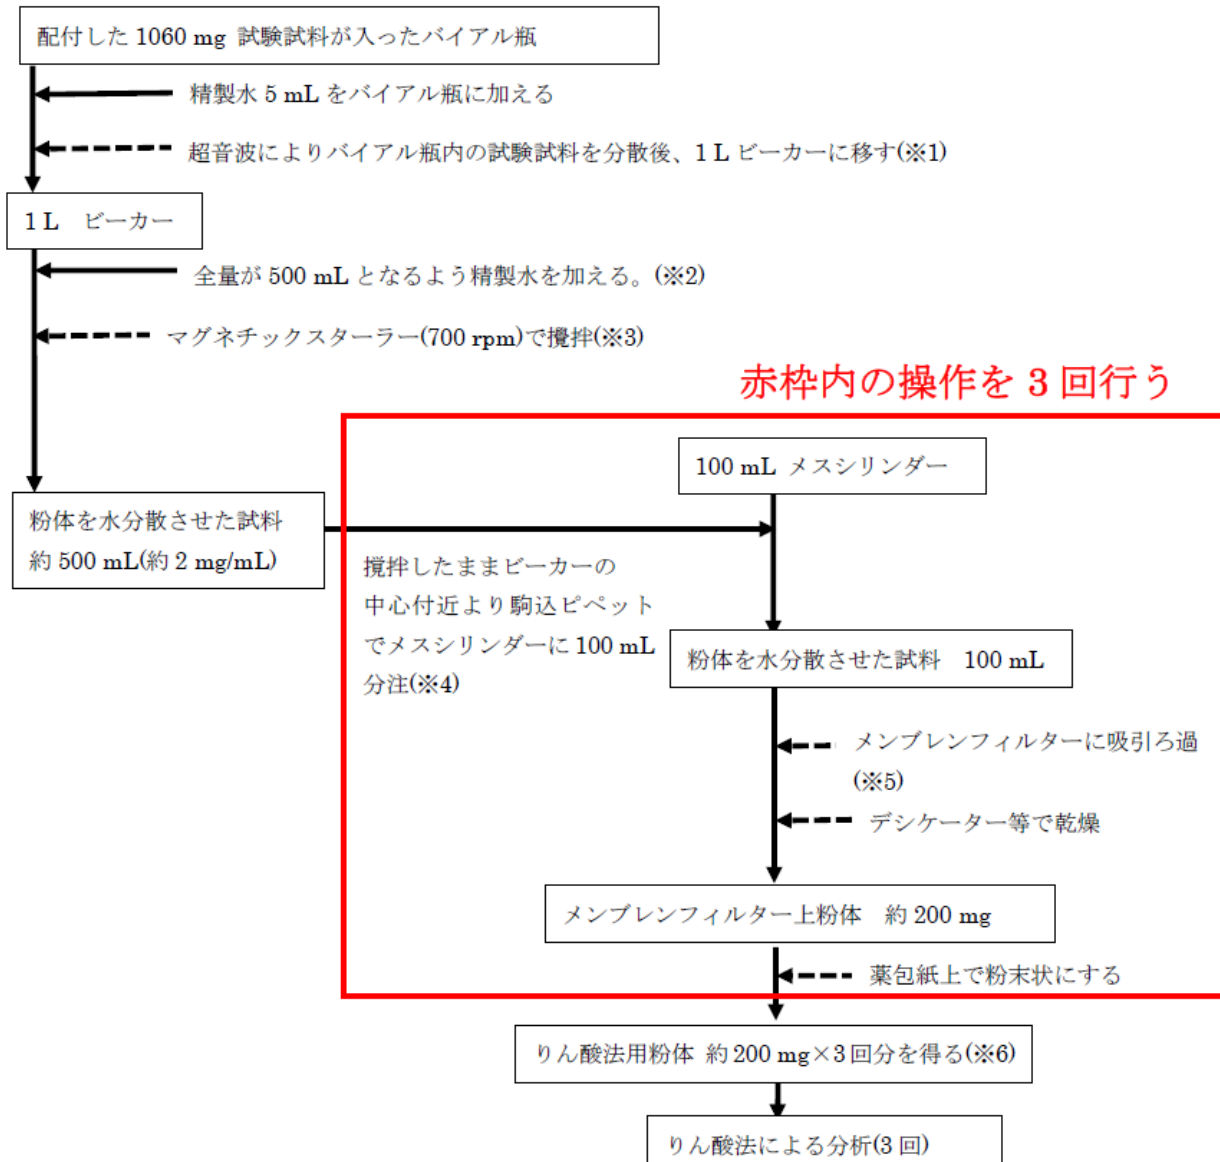 配付した 1060 mg 試験試料が入ったバイアル瓶
精製水 5 mL をバイアル瓶に加える
超音波によりバイアル瓶内の試験試料を分散後、1 L ビーカーに移す(※1)
1 L　ビーカー
全量が 500 mL となるよう精製水を加える。(※2)
マグネチックスターラー(700 rpm)で攪拌(※3)
赤枠内の操作を 3 回行う
100 mL メスシリンダー
粉体を水分散させた試料
約 500 mL(約 2 mg/mL)
攪拌したままビーカーの
中心付近より駒込ピペット
でメスシリンダーに 100 mL
分注(※4)
粉体を水分散させた試料　100 mL
メンブレンフィルターに吸引ろ過
(※5)
デシケーター等で乾燥
メンブレンフィルター上粉体　約 200 mg
薬包紙上で粉末状にする
りん酸法用粉体 約 200 mg×3 回分を得る(※6)
りん酸法による分析(3 回)